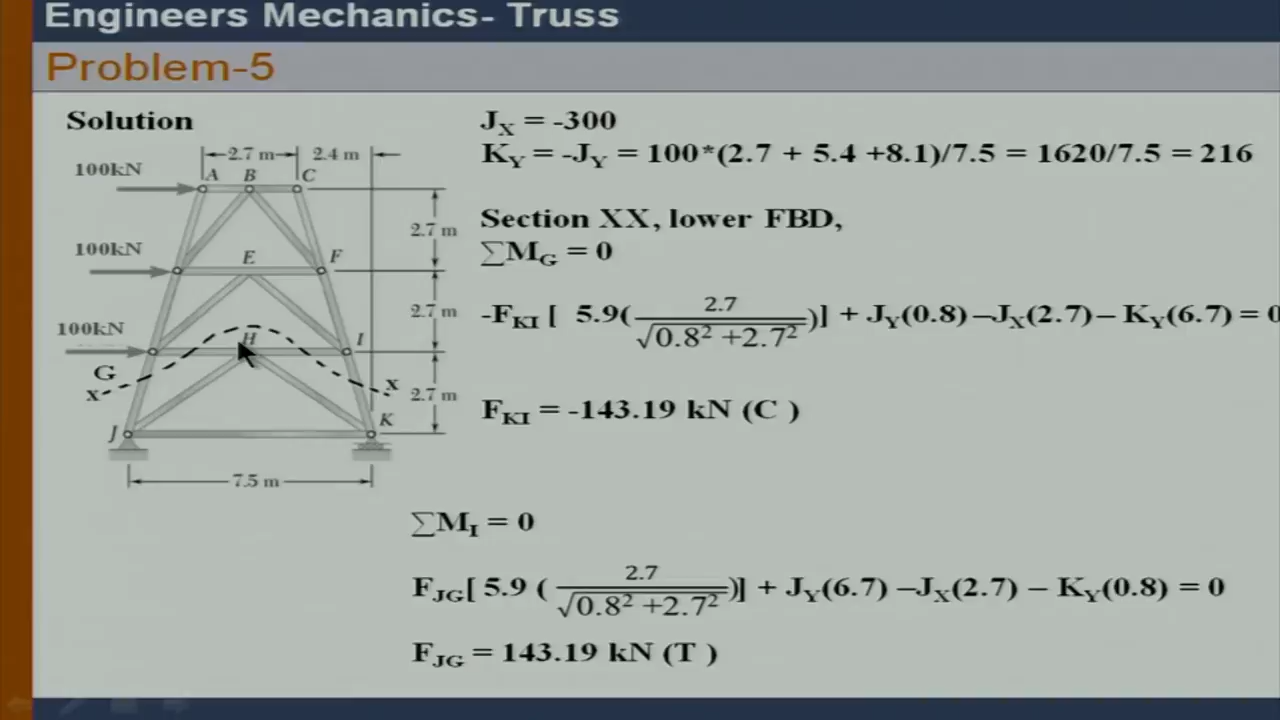 Engineers Mechanics- Truss
Problem-5
Solution
J_X = -300
K_Y = -J_Y = 100*(2.7 + 5.4 +8.1)/7.5 = 1620/7.5 = 216
Section XX, lower FBD,
∑M_G = 0
-F_KI [ 5.9(2.7/√0.8² +2.7²)] + J_Y(0.8) –J_X(2.7)– K_Y(6.7) = 0
F_KI = -143.19 kN (C )
∑M_I = 0
F_JG[ 5.9 (2.7/√0.8² +2.7²)] + J_Y(6.7) –J_X(2.7) – K_Y(0.8) = 0
F_JG = 143.19 kN (T )
2.7 m 2.4 m
100kN A B C
2.7 m
100kN E F
2.7 m
100kN H I
G
x x
2.7 m
J K
7.5 m